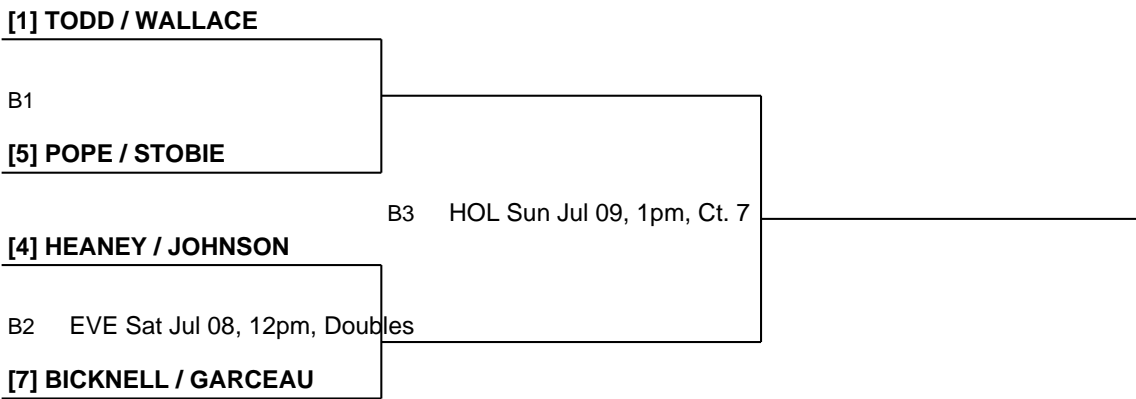 [1] TODD / WALLACE
B1
[5] POPE / STOBIE
B3 HOL Sun Jul 09, 1pm, Ct. 7
[4] HEANEY / JOHNSON
B2 EVE Sat Jul 08, 12pm, Doubles
[7] BICKNELL / GARCEAU